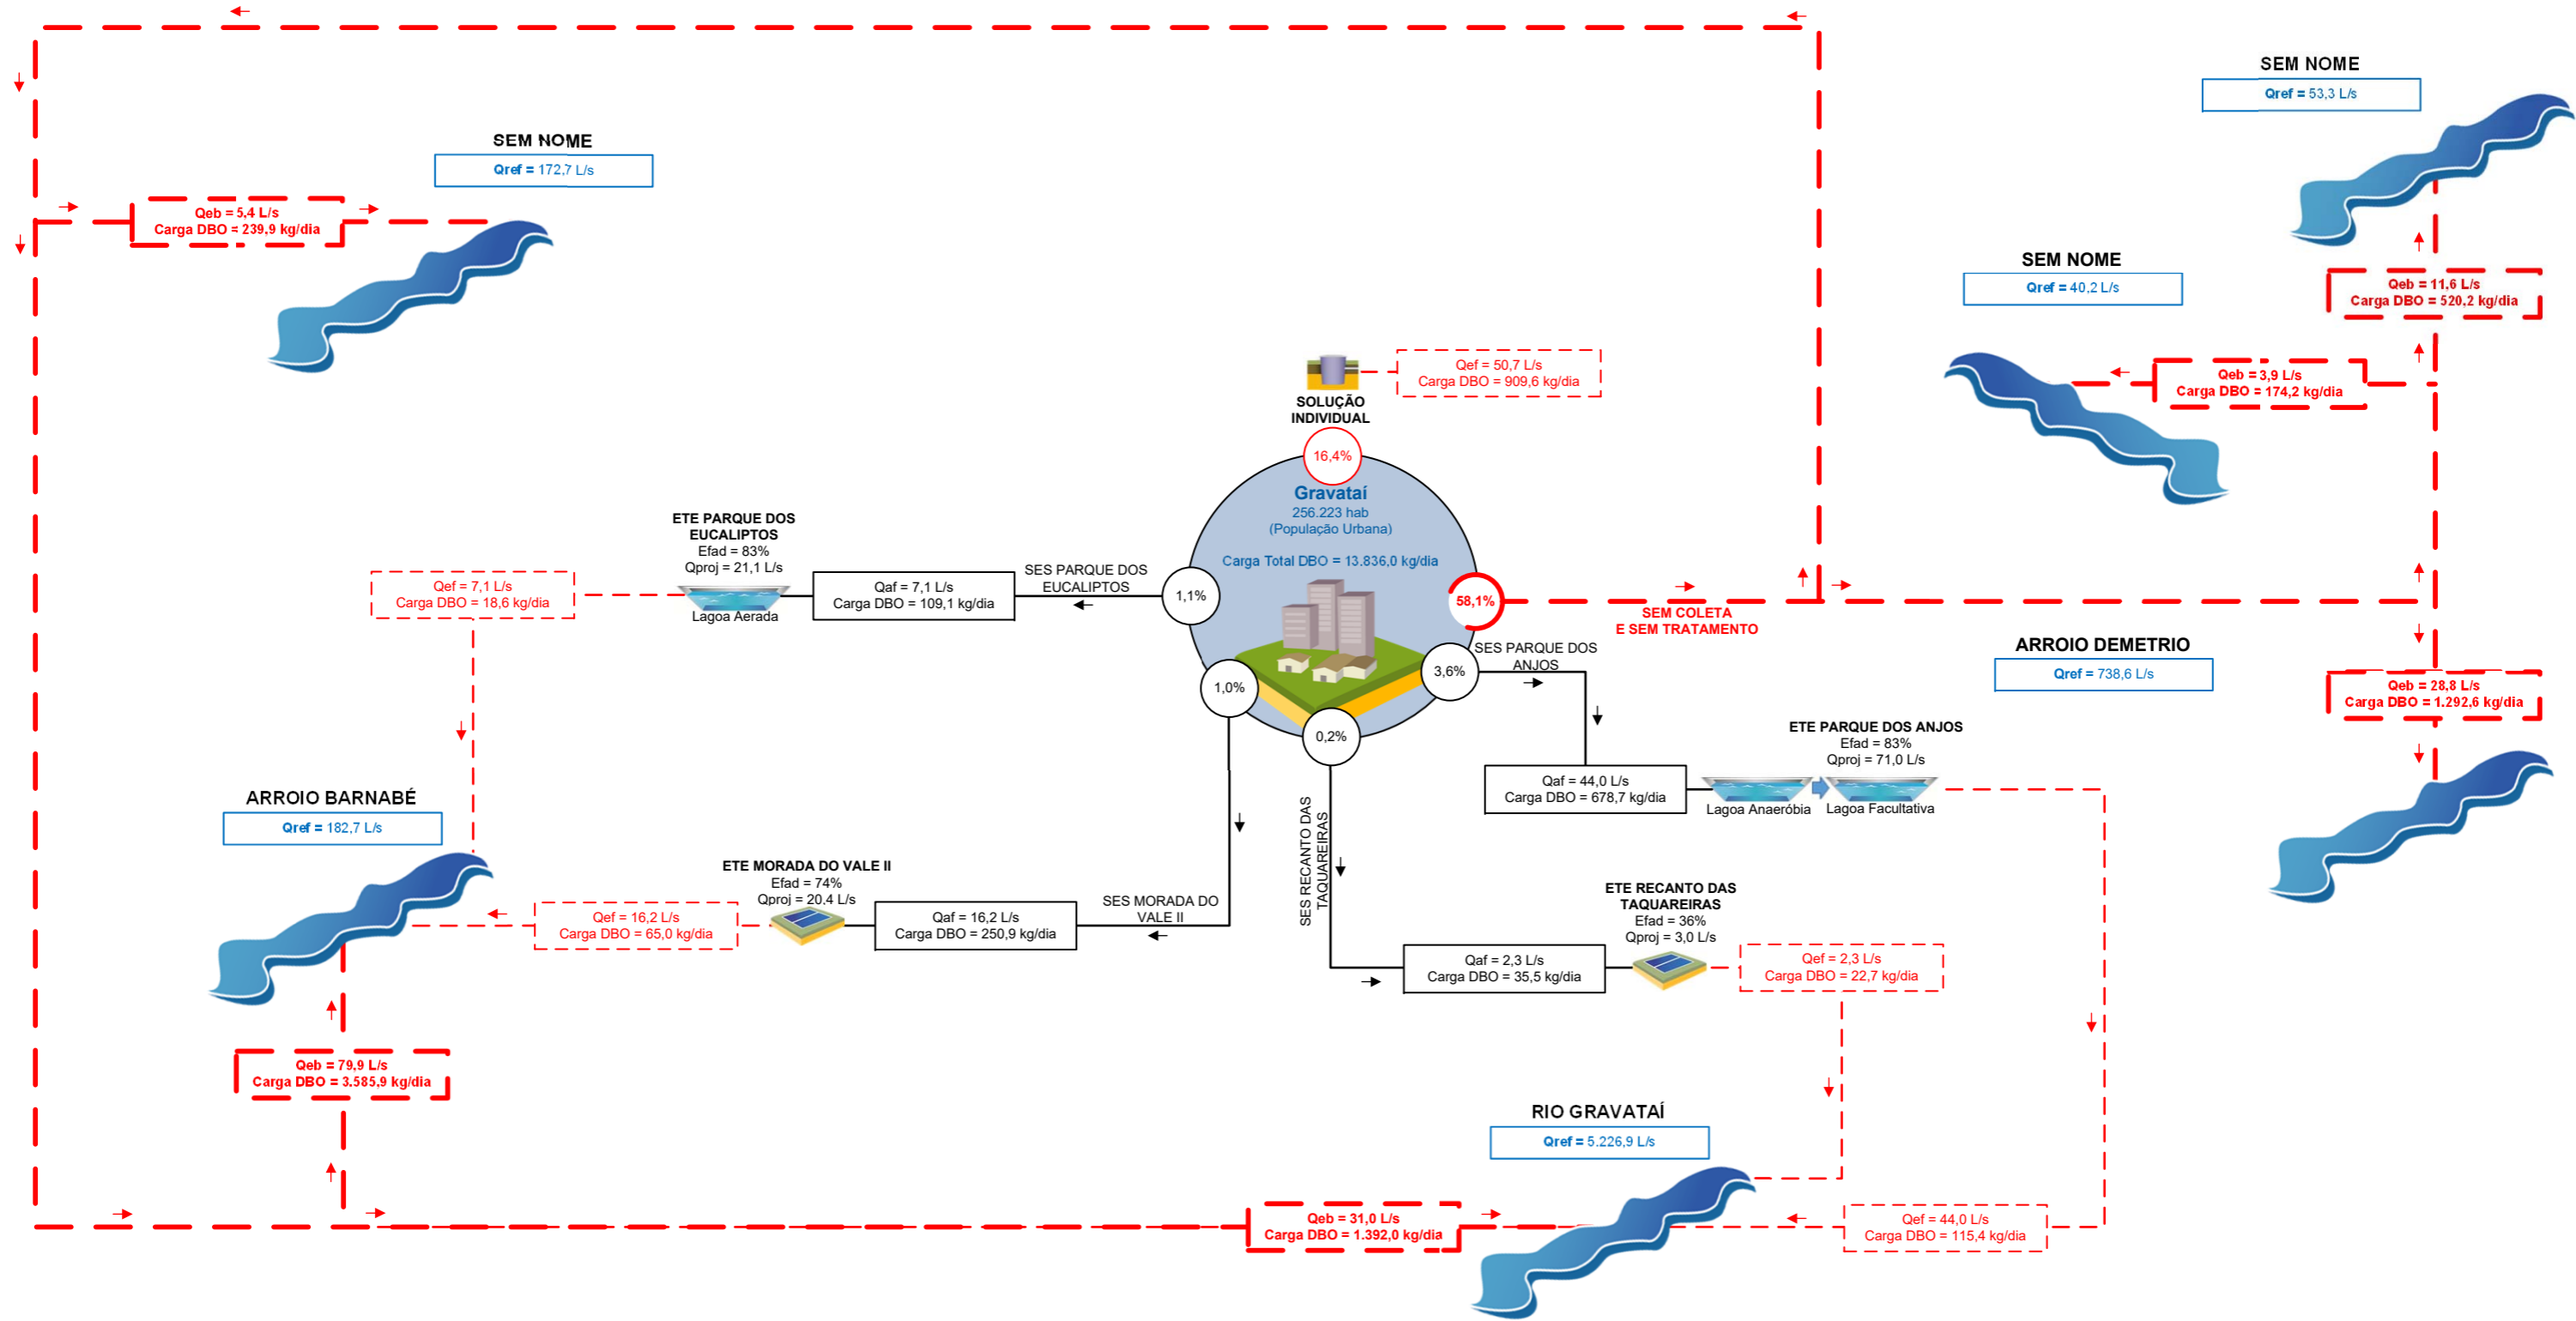 SEM NOME
Qref = 53,3 L/s
SEM NOME
Qref = 172,7 L/s
Qeb = 5,4 L/s
Carga DBO = 239,9 kg/dia
SEM NOME
Qref = 40,2 L/s
Qeb = 11,6 L/s
Carga DBO = 520,2 kg/dia
Qeb = 3,9 L/s
Carga DBO = 174,2 kg/dia
Qef = 50,7 L/s
Carga DBO = 909,6 kg/dia
SOLUÇÃO
INDIVIDUAL
16,4%
Gravataí
256.223 hab
(População Urbana)
Carga Total DBO = 13.836,0 kg/dia
ETE PARQUE DOS
EUCALIPTOS
Efad = 83%
Qproj = 21,1 L/s
Lagoa Aerada
Qef = 7,1 L/s
Carga DBO = 18,6 kg/dia
Qaf = 7,1 L/s
Carga DBO = 109,1 kg/dia
SES PARQUE DOS
EUCALIPTOS
1,1%
58,1%
SEM COLETA
E SEM TRATAMENTO
1,0%
3,6%
0,2%
SES PARQUE DOS
ANJOS
ARROIO DEMETRIO
Qref = 738,6 L/s
Qeb = 28,8 L/s
Carga DBO = 1.292,6 kg/dia
ETE PARQUE DOS ANJOS
Efad = 83%
Qproj = 71,0 L/s
Qaf = 44,0 L/s
Carga DBO = 678,7 kg/dia
Lagoa Anaeróbia
Lagoa Facultativa
ARROIO BARNABÉ
Qref = 182,7 L/s
ETE MORADA DO VALE II
Efad = 74%
Qproj = 20,4 L/s
Qef = 16,2 L/s
Carga DBO = 65,0 kg/dia
Qaf = 16,2 L/s
Carga DBO = 250,9 kg/dia
SES MORADA DO
VALE II
SES RECANTO DAS
TAQUAREIRAS
ETE RECANTO DAS
TAQUAREIRAS
Efad = 36%
Qproj = 3,0 L/s
Qaf = 2,3 L/s
Carga DBO = 35,5 kg/dia
Qef = 2,3 L/s
Carga DBO = 22,7 kg/dia
Qeb = 79,9 L/s
Carga DBO = 3.585,9 kg/dia
RIO GRAVATAÍ
Qref = 5.226,9 L/s
Qeb = 31,0 L/s
Carga DBO = 1.392,0 kg/dia
Qef = 44,0 L/s
Carga DBO = 115,4 kg/dia